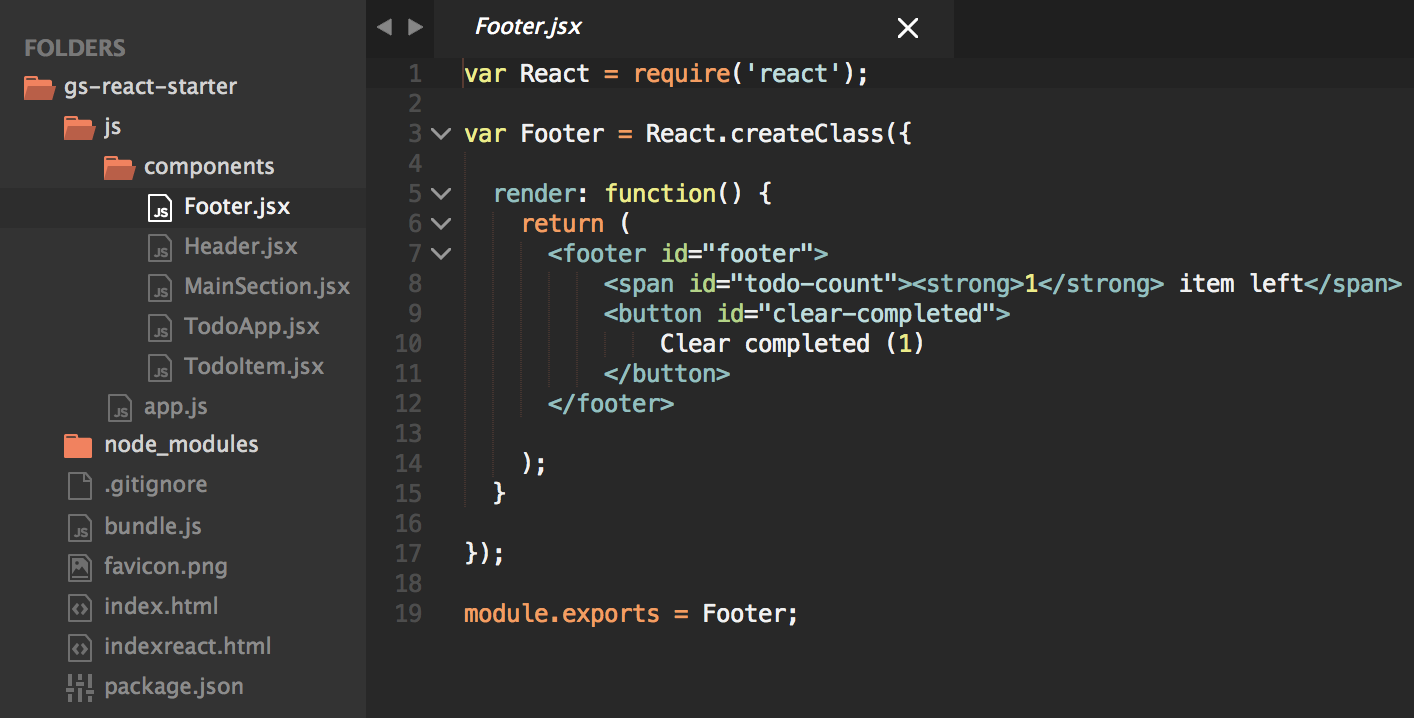 FOLDERS
gs-react-starter
js
components
Footer.jsx
Header.jsx
MainSection.jsx
TodoApp.jsx
TodoItem.jsx
app.js
node_modules
.gitignore
bundle.js
favicon.png
index.html
indexreact.html
package.json
Footer.jsx
1 var React = require('react');
2
3 var Footer = React.createClass({
4
5 render: function() {
6 return (
7 <footer id="footer">
8 <span id="todo-count"><strong>1</strong> item left</span>
9 <button id="clear-completed">
10 Clear completed (1)
11 </button>
12 </footer>
13
14 );
15 }
16
17 });
18
19 module.exports = Footer;